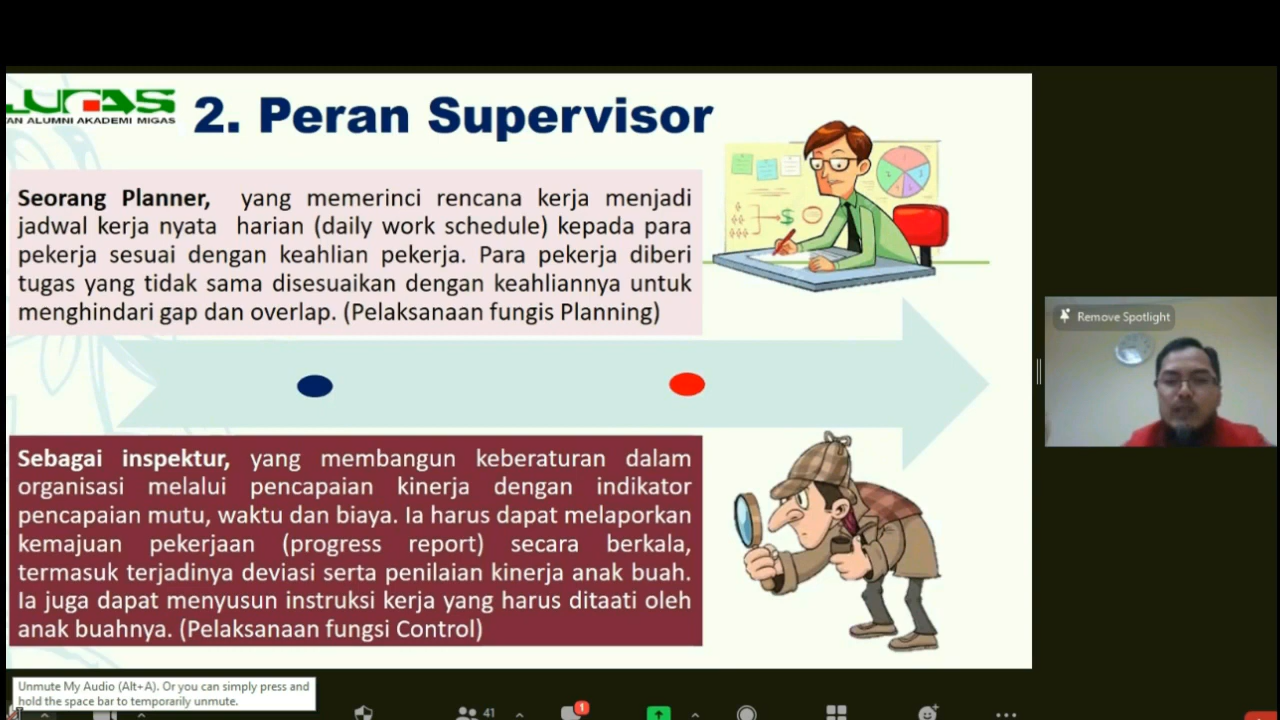 AN ALUMNI AKADEMI MIGAS
2. Peran Supervisor
Seorang Planner, yang memerinci rencana kerja menjadi
jadwal kerja nyata harian (daily work schedule) kepada para
pekerja sesuai dengan keahlian pekerja. Para pekerja diberi
tugas yang tidak sama disesuaikan dengan keahliannya untuk
menghindari gap dan overlap. (Pelaksanaan fungis Planning)
Remove Spotlight
Sebagai inspektur, yang membangun keberaturan dalam
organisasi melalui pencapaian kinerja dengan indikator
pencapaian mutu, waktu dan biaya. Ia harus dapat melaporkan
kemajuan pekerjaan (progress report) secara berkala,
termasuk terjadinya deviasi serta penilaian kinerja anak buah.
Ia juga dapat menyusun instruksi kerja yang harus ditaati oleh
anak buahnya. (Pelaksanaan fungsi Control)
Unmute My Audio (Alt+A). Or you can simply press and
hold the space bar to temporarily unmute.
41
1